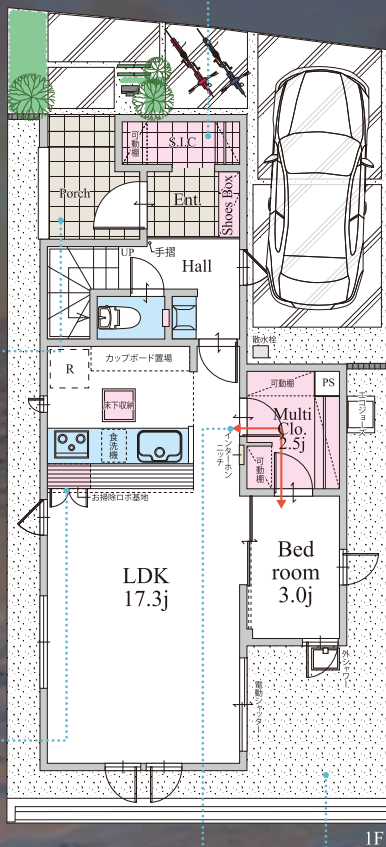 可動棚
S.I.C
Porch
Ent.
Shoes Box
手摺
UP
Hall
散水栓
カップボード置場
R
床下収納
可動棚
PS
エコジョーズ
Multi
Clo.
2.5j
食洗機
インターホン
ニッチ
可動棚
お掃除ロボ基地
LDK
17.3j
Bed
room
3.0j
外シャワー
電動シャッター
1F